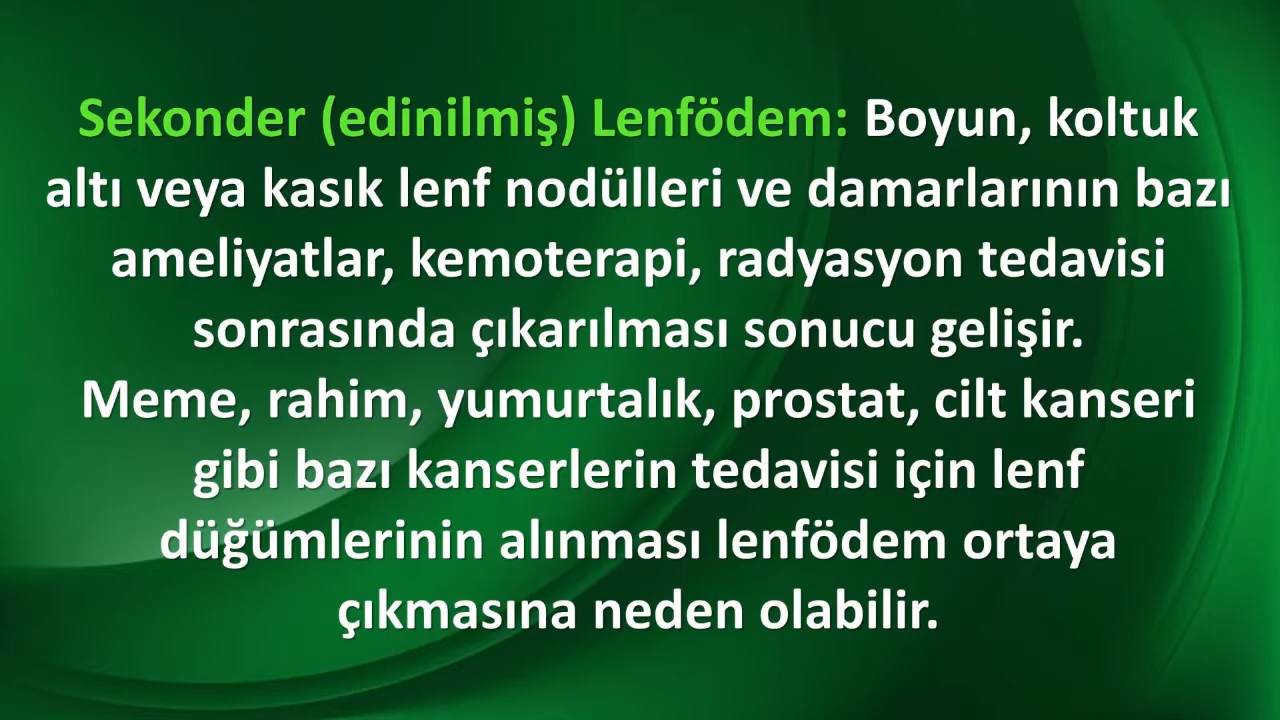 Sekonder (edinilmiş) Lenfödem: Boyun, koltuk
altı veya kasık lenf nodülleri ve damarlarının bazı
ameliyatlar, kemoterapi, radyasyon tedavisi
sonrasında çıkarılması sonucu gelişir.
Meme, rahim, yumurtalık, prostat, cilt kanseri
gibi bazı kanserlerin tedavisi için lenf
düğümlerinin alınması lenfödem ortaya
çıkmasına neden olabilir.